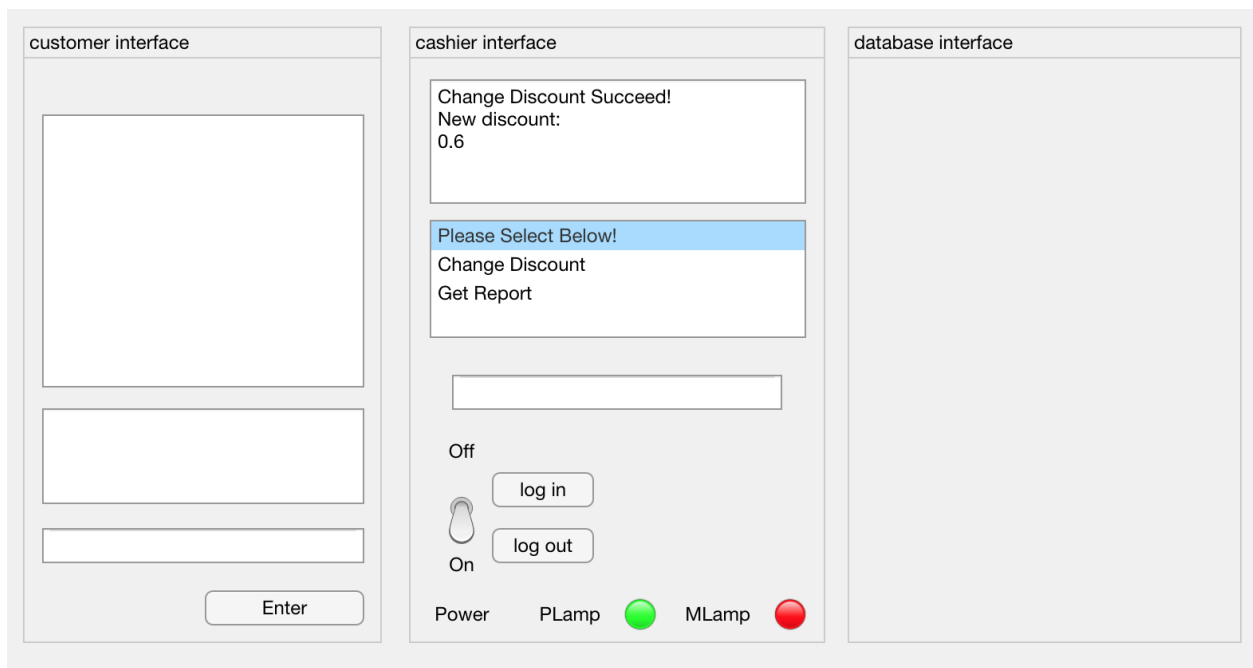 customer interface
Enter
cashier interface
Change Discount Succeed!
New discount:
0.6
Please Select Below!
Change Discount
Get Report
Off
log in
log out
On
Power PLamp MLamp
database interface